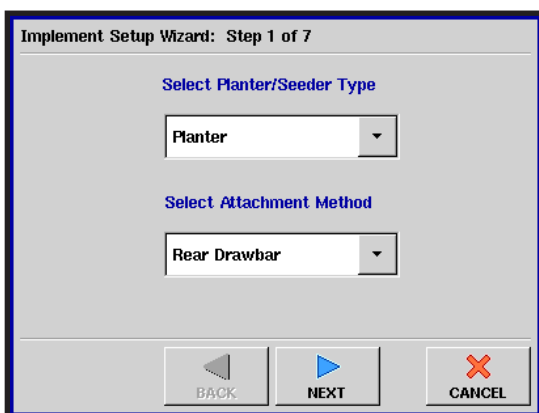 Implement Setup Wizard: Step 1 of 7
Select Planter/Seeder Type
Planter
Select Attachment Method
Rear Drawbar
BACK NEXT CANCEL